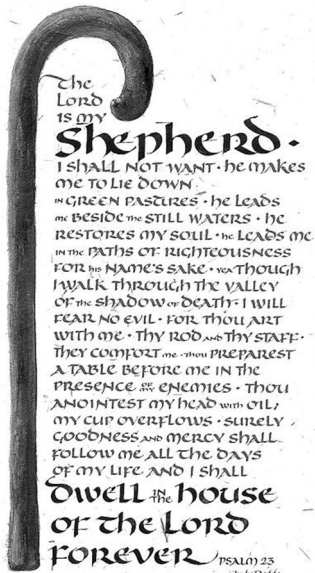 The
Lord
is my
Shepherd ·
I shall not want · he makes
me to lie down
in green pastures · he leads
me beside the still waters · he
restores my soul · he leads me
in the paths of righteousness
for his name's sake · yea though
I walk through the valley
of the shadow of death · I will
fear no evil · for thou art
with me · thy rod and thy staff ·
they comfort me · thou preparest
a table before me in the
presence of my enemies · thou
anointest my head with oil,
my cup overflows · surely
goodness and mercy shall
follow me all the days
of my life and I shall
dwell in the house
of the Lord
forever
Psalm 23